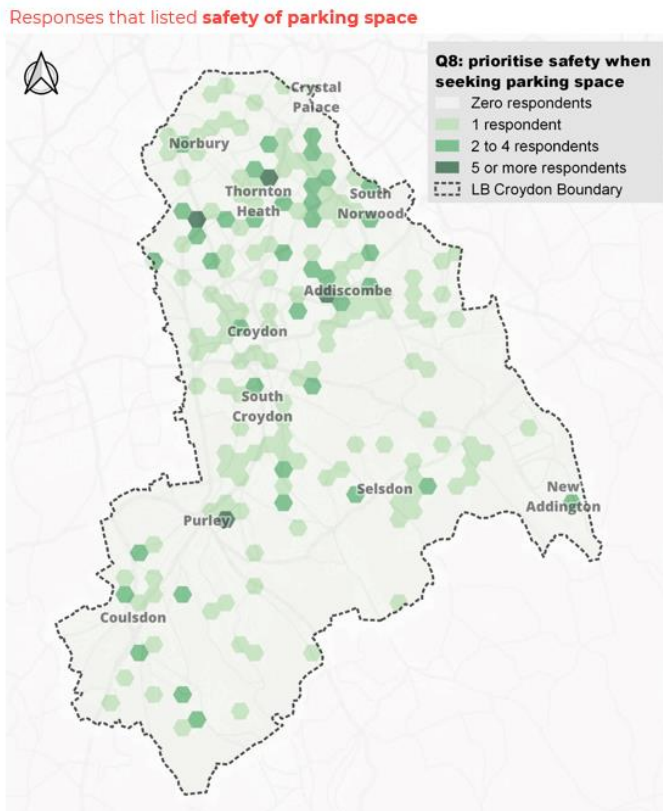 Responses that listed safety of parking space
Q8: prioritise safety when
seeking parking space
Zero respondents
1 respondent
2 to 4 respondents
5 or more respondents
LB Croydon Boundary
Crystal
Palace
Norbury
Thornton
Heath
South
Norwood
Addiscombe
Croydon
South
Croydon
Selsdon
New
Addington
Purley
Coulsdon